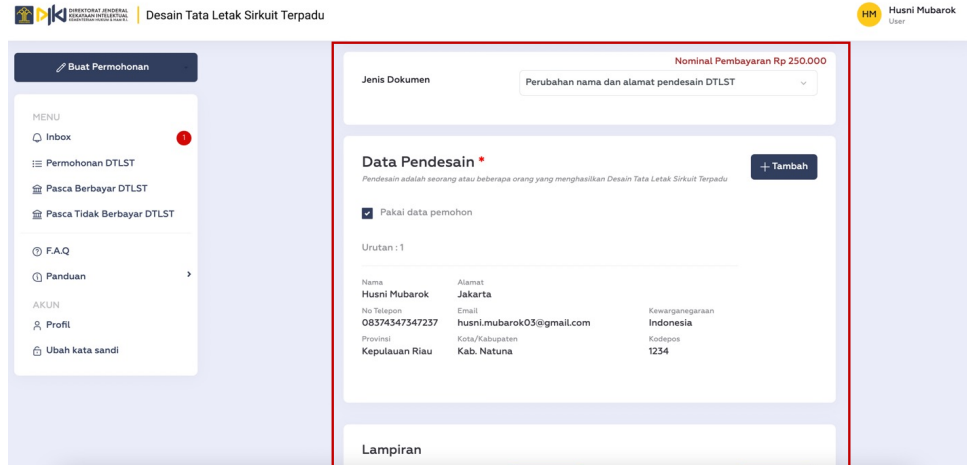 DIREKTORAT JENDERAL
KEKAYAAN INTELEKTUAL
Desain Tata Letak Sirkuit Terpadu
HM
Husni Mubarok
User
Buat Permohonan
MENU
Inbox
1
Permohonan DTLST
Pasca Berbayar DTLST
Pasca Tidak Berbayar DTLST
F.A.Q
Panduan
AKUN
Profil
Ubah kata sandi
Nominal Pembayaran Rp 250.000
Jenis Dokumen
Perubahan nama dan alamat pendesain DTLST
Data Pendesain *
+ Tambah
Pendesain adalah seorang atau beberapa orang yang menghasilkan Desain Tata Letak Sirkuit Terpadu
Pakai data pemohon
Urutan : 1
Nama Alamat
Husni Mubarok Jakarta
No Telepon Email Kewarganegaraan
08374347347237 husni.mubarok03@gmail.com Indonesia
Provinsi Kota/Kabupaten Kodepos
Kepulauan Riau Kab. Natuna 1234
Lampiran